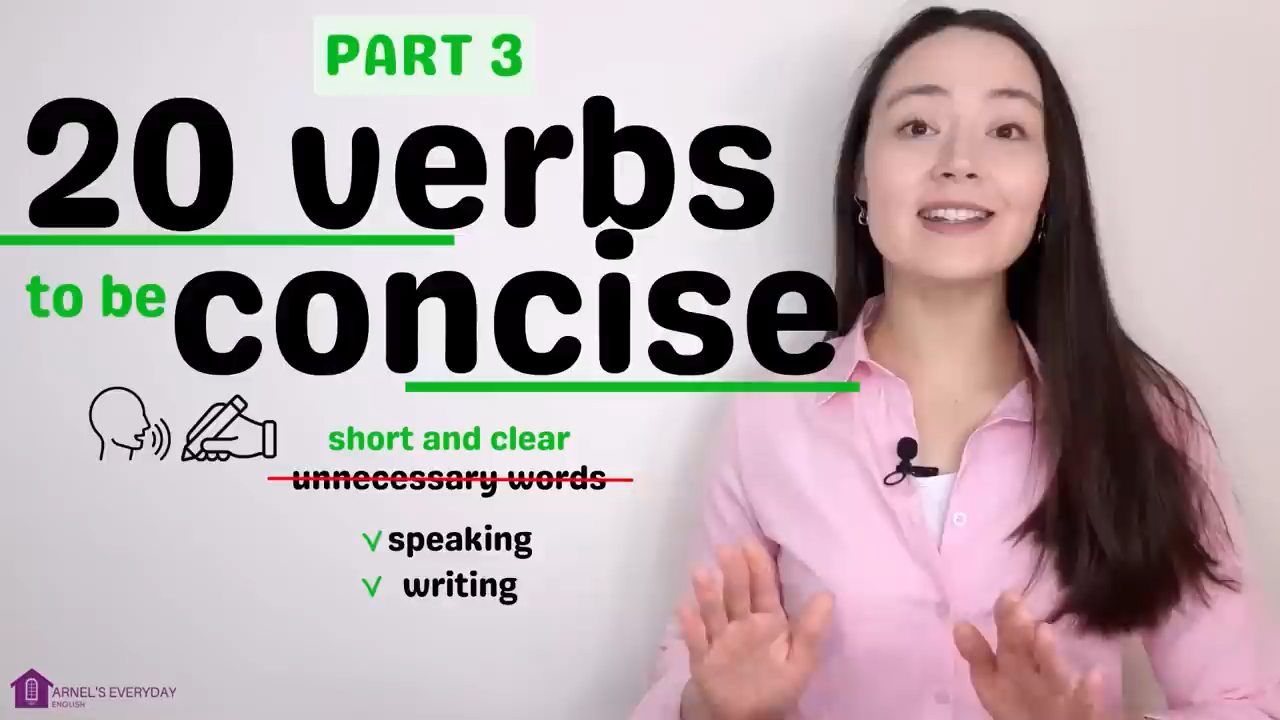 PART 3
20 verbs
to be concise
short and clear
unnecessary words
speaking
writing
ARNEL'S EVERYDAY
ENGLISH